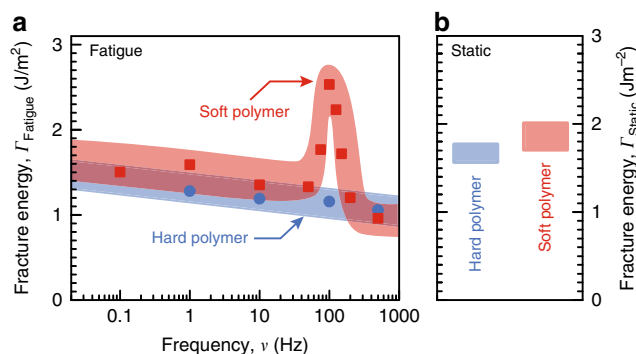 a
Fatigue
Soft polymer
Hard polymer
Fracture energy, Γ_Fatigue (J/m²)
0
1
2
3
0.1
1
10
100
1000
Frequency, ν (Hz)
b
Static
Hard polymer
Soft polymer
0
1
2
3
Fracture energy, Γ_Static (Jm⁻²)